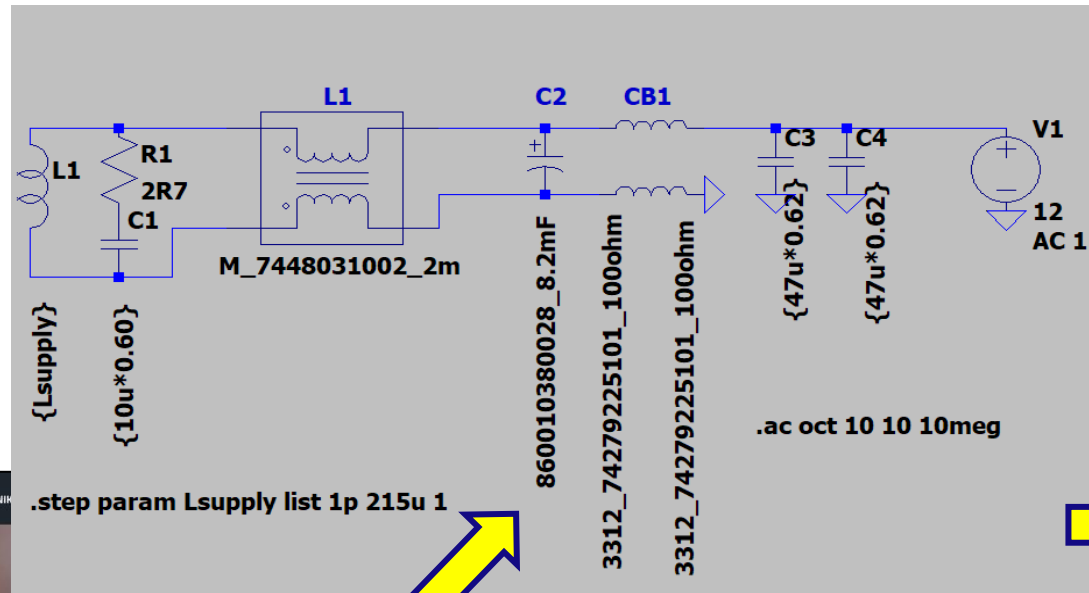 L1
C2
CB1
L1
R1
2R7
C1
C3
C4
V1
12
AC 1
M_7448031002_2m
{Lsupply}
{10u*0.60}
860010380028_8.2mF
3312_74279225101_100ohm
3312_74279225101_100ohm
{47u*0.62}
{47u*0.62}
.ac oct 10 10 10meg
.step param Lsupply list 1p 215u 1